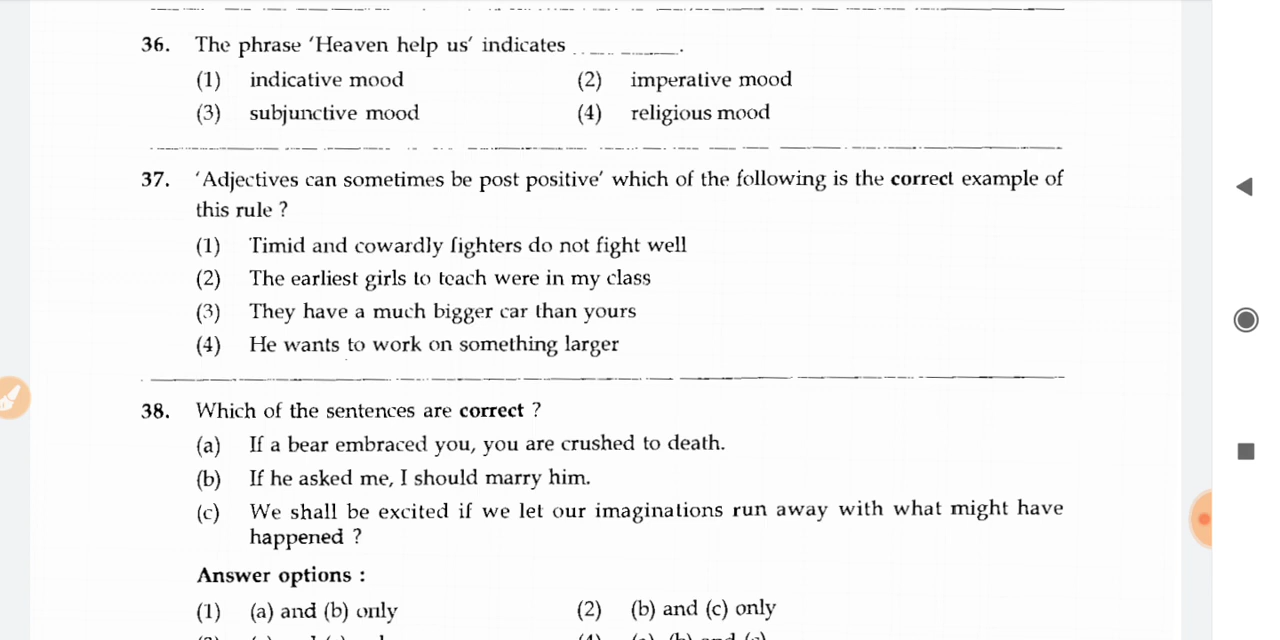 36. The phrase ‘Heaven help us’ indicates __________.
(1) indicative mood (2) imperative mood
(3) subjunctive mood (4) religious mood
37. ‘Adjectives can sometimes be post positive’ which of the following is the correct example of
this rule ?
(1) Timid and cowardly fighters do not fight well
(2) The earliest girls to teach were in my class
(3) They have a much bigger car than yours
(4) He wants to work on something larger
38. Which of the sentences are correct ?
(a) If a bear embraced you, you are crushed to death.
(b) If he asked me, I should marry him.
(c) We shall be excited if we let our imaginations run away with what might have
happened ?
Answer options :
(1) (a) and (b) only (2) (b) and (c) only